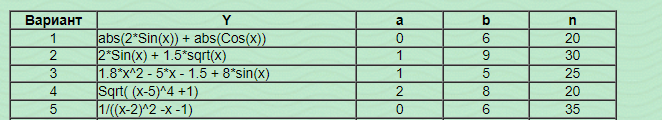 Вариант Y a b n
1 abs(2*Sin(x)) + abs(Cos(x)) 0 6 20
2 2*Sin(x) + 1.5*sqrt(x) 1 9 30
3 1.8*x^2 - 5*x - 1.5 + 8*sin(x) 1 5 25
4 Sqrt( (x-5)^4 +1) 2 8 20
5 1/((x-2)^2 -x -1) 0 6 35